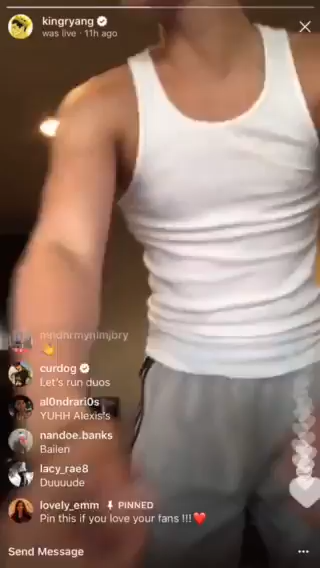 kingryang
was live · 11h ago
mndhrmynlmjbry
curdog
Let's run duos
al0ndrari0s
YUHH Alexis's
nandoe.banks
Bailen
lacy_rae8
Duuuude
lovely_emm PINNED
Pin this if you love your fans !!!❤️
Send Message